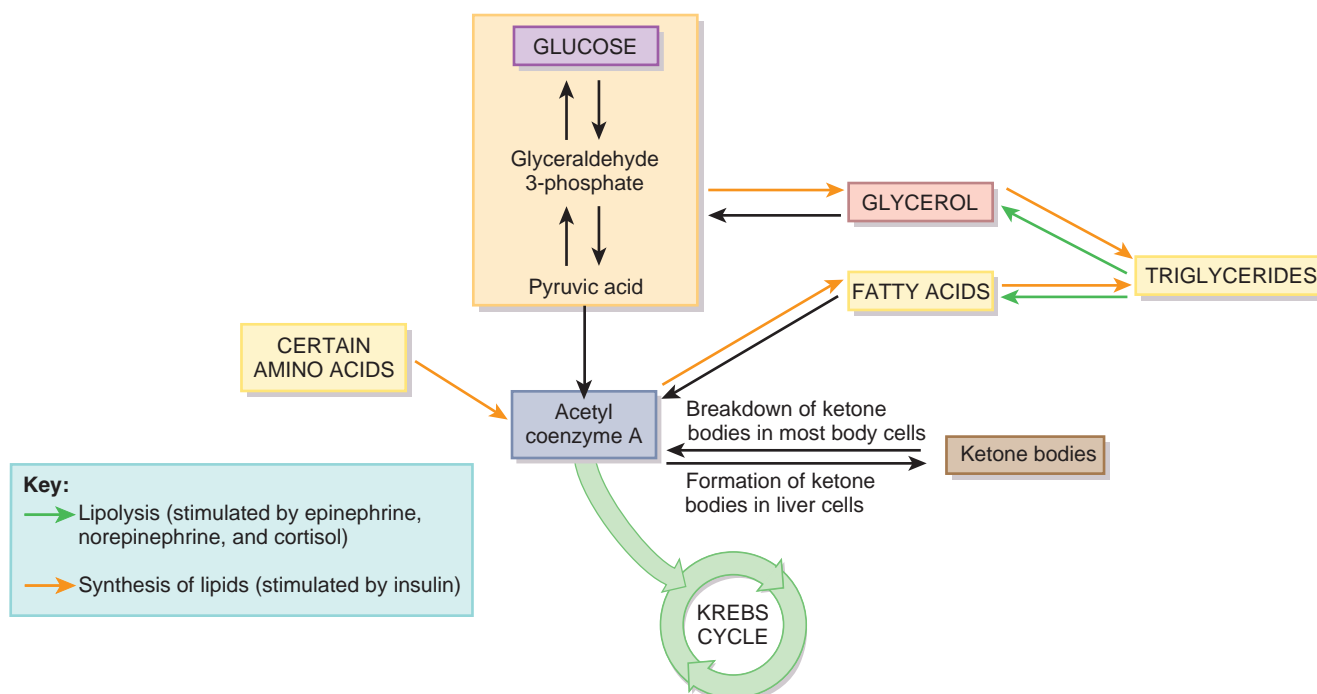 GLUCOSE
Glyceraldehyde
3-phosphate
Pyruvic acid
GLYCEROL
FATTY ACIDS
TRIGLYCERIDES
CERTAIN
AMINO ACIDS
Acetyl
coenzyme A
Breakdown of ketone
bodies in most body cells
Ketone bodies
Formation of ketone
bodies in liver cells
Key:
Lipolysis (stimulated by epinephrine,
norepinephrine, and cortisol)
Synthesis of lipids (stimulated by insulin)
KREBS
CYCLE